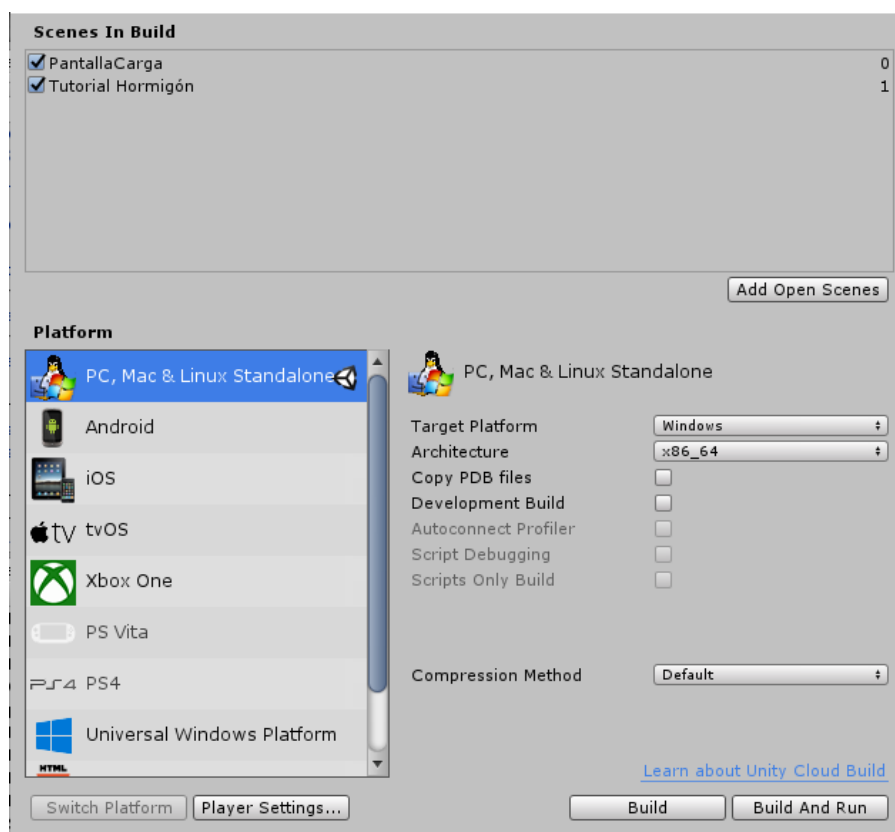 Scenes In Build
PantallaCarga 0
Tutorial Hormigón 1
Add Open Scenes
Platform
PC, Mac & Linux Standalone
Android
iOS
tv tvOS
Xbox One
PS Vita
PS4 PS4
Universal Windows Platform
HTML
PC, Mac & Linux Standalone
Target Platform Windows
Architecture x86_64
Copy PDB files
Development Build
Autoconnect Profiler
Script Debugging
Scripts Only Build
Compression Method Default
Learn about Unity Cloud Build
Switch Platform Player Settings... Build Build And Run